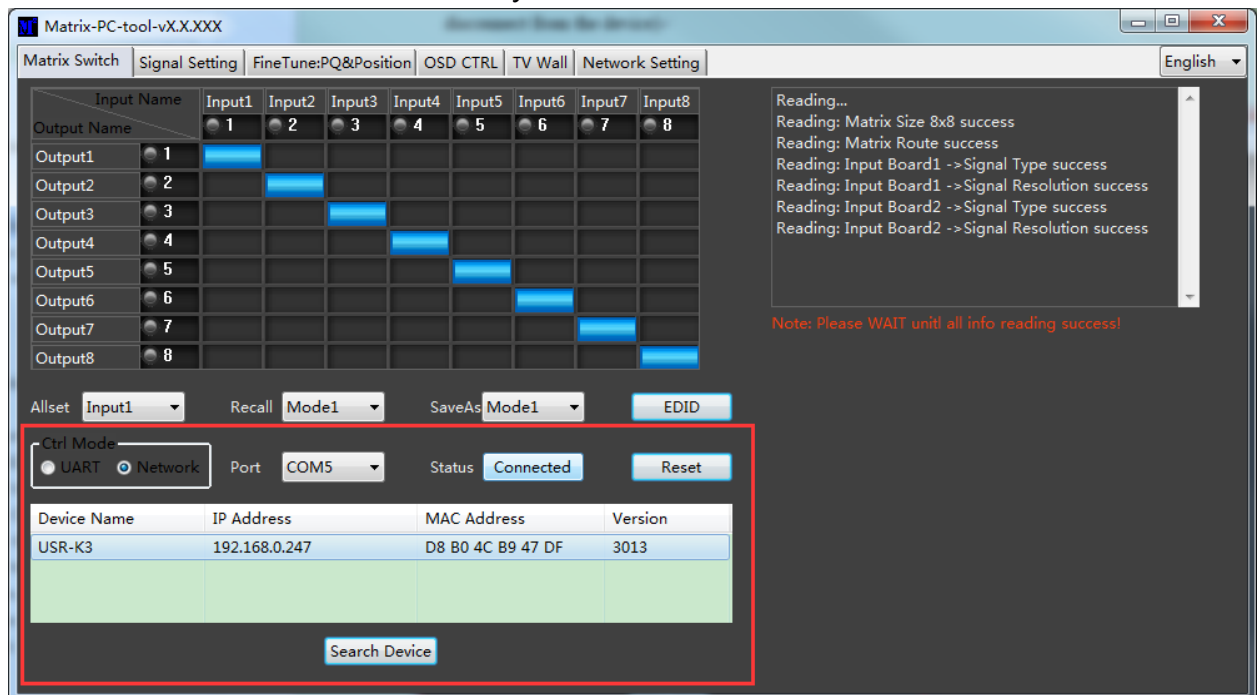 Matrix-PC-tool-vX.X.XXX
Matrix Switch Signal Setting FineTune:PQ&Position OSD CTRL TV Wall Network Setting English
Input Name Input1 Input2 Input3 Input4 Input5 Input6 Input7 Input8
Output Name 1 2 3 4 5 6 7 8
Output1 1
Output2 2
Output3 3
Output4 4
Output5 5
Output6 6
Output7 7
Output8 8
Reading...
Reading: Matrix Size 8x8 success
Reading: Matrix Route success
Reading: Input Board1 ->Signal Type success
Reading: Input Board1 ->Signal Resolution success
Reading: Input Board2 ->Signal Type success
Reading: Input Board2 ->Signal Resolution success
Note: Please WAIT unitl all info reading success!
Allset Input1 Recall Mode1 SaveAs Mode1 EDID
Ctrl Mode
UART Network Port COM5 Status Connected Reset
Device Name IP Address MAC Address Version
USR-K3 192.168.0.247 D8 B0 4C B9 47 DF 3013
Search Device